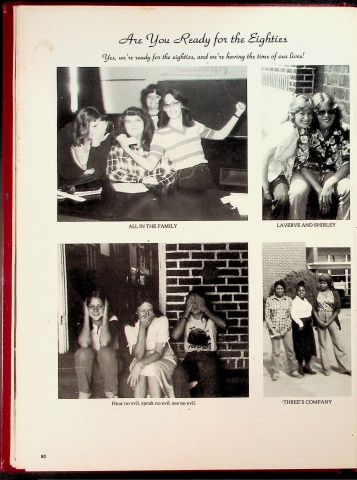 Are You Ready for the Eighties
Yes, we're ready for the eighties, and we're having the time of our lives!
ALL IN THE FAMILY
LAVERVE AND SHIRLEY
Hear no evil, speak no evil, see no evil.
'THREE'S COMPANY
80